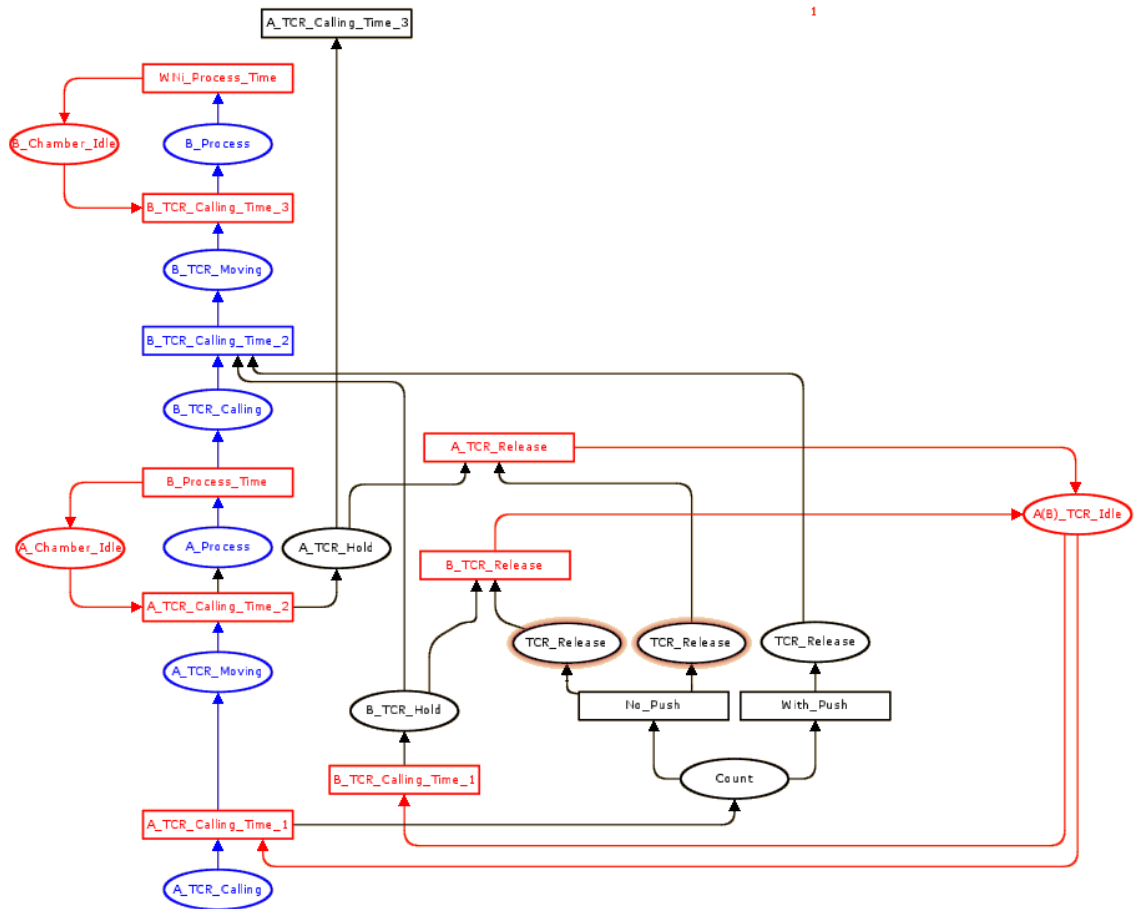 A_TCR_Calling_Time_3
1
W.Ni_Process_Time
B_Chamber_Idle
B_Process
B_TCR_Calling_Time_3
B_TCR_Moving
B_TCR_Calling_Time_2
B_TCR_Calling
A_TCR_Release
B_Process_Time
A(B)_TCR_Idle
A_Chamber_Idle
A_Process
A_TCR_Hold
B_TCR_Release
A_TCR_Calling_Time_2
TCR_Release
TCR_Release
TCR_Release
A_TCR_Moving
B_TCR_Hold
No_Push
With_Push
B_TCR_Calling_Time_1
Count
A_TCR_Calling_Time_1
A_TCR_Calling